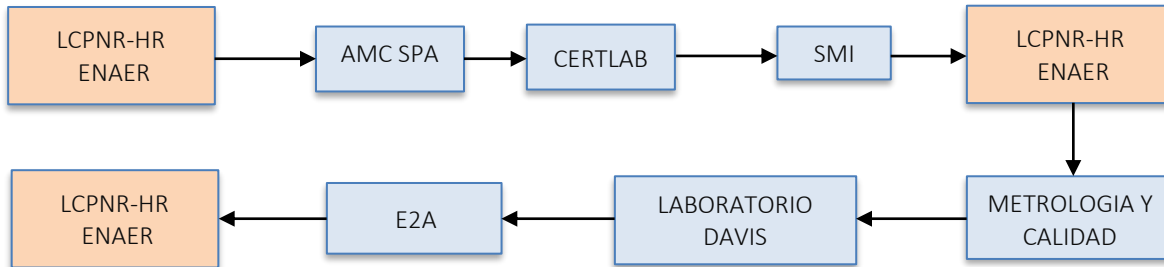 LCPNR-HR
ENAER
AMC SPA
CERTLAB
SMI
LCPNR-HR
ENAER
LCPNR-HR
ENAER
E2A
LABORATORIO
DAVIS
METROLOGIA Y
CALIDAD